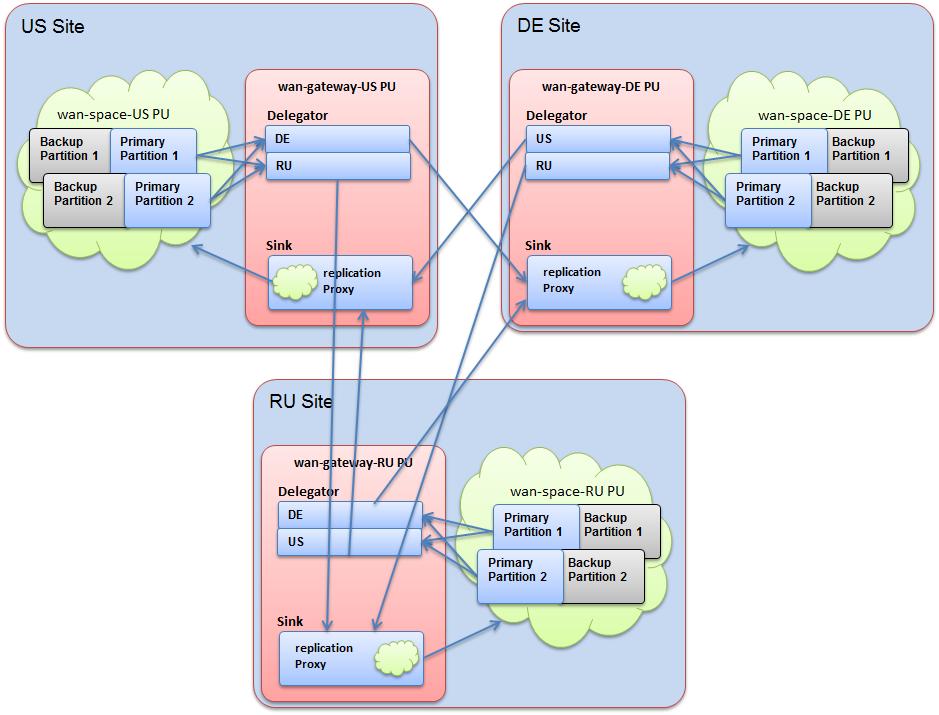 US Site
wan-space-US PU
Backup
Partition 1
Primary
Partition 1
Backup
Partition 2
Primary
Partition 2
wan-gateway-US PU
Delegator
DE
RU
Sink
replication
Proxy
DE Site
wan-gateway-DE PU
Delegator
US
RU
Sink
replication
Proxy
wan-space-DE PU
Primary
Partition 1
Backup
Partition 1
Primary
Partition 2
Backup
Partition 2
RU Site
wan-gateway-RU PU
Delegator
DE
US
Sink
replication
Proxy
wan-space-RU PU
Primary
Partition 1
Backup
Partition 1
Primary
Partition 2
Backup
Partition 2